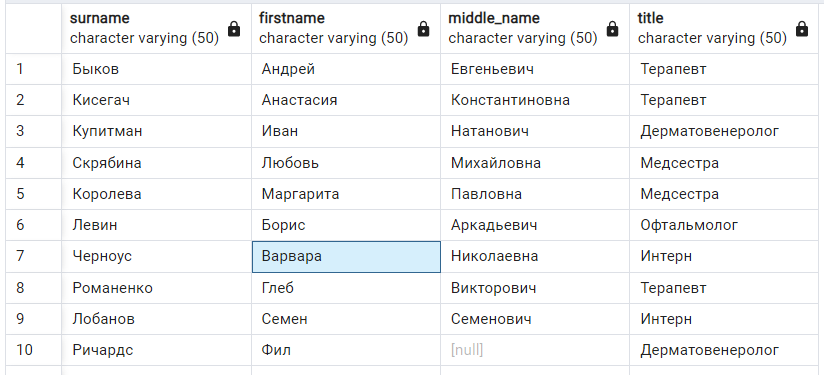 surname firstname middle_name title
character varying (50) character varying (50) character varying (50) character varying (50)
1 Быков Андрей Евгеньевич Терапевт
2 Кисегач Анастасия Константиновна Терапевт
3 Купитман Иван Натанович Дерматовенеролог
4 Скрябина Любовь Михайловна Медсестра
5 Королева Маргарита Павловна Медсестра
6 Левин Борис Аркадьевич Офтальмолог
7 Черноус Варвара Николаевна Интерн
8 Романенко Глеб Викторович Терапевт
9 Лобанов Семен Семенович Интерн
10 Ричардс Фил [null] Дерматовенеролог